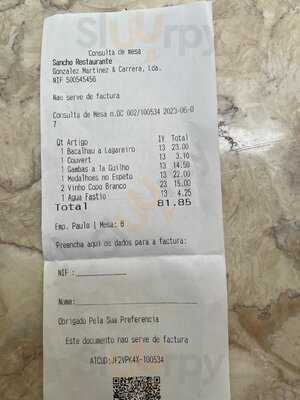 Slurrpy
Consulta de mesa
Sancho Restaurante
Gonzalez Martinez & Carrera, Lda.
NIF 500545456
Nao serve de factura
Consulta de Mesa n.OC 002/100534 2023-06-0
7
Qt Artigo IV Total
1 Bacalhau a Lagareiro 13 23.00
1 Couvert 13 3.10
1 Gambas a la Guilho 13 14.50
1 Medalhoes no Espeto 13 22.00
2 Vinho Copo Branco 23 15.00
1 Agua Fastio 13 4.25
Total 81.85
Emp. Paulo | Mesa: 8
Preencha aqui os dados para a factura:
NIF :
Nome:
Obrigado Pela Sua Preferencia
Este documento nao serve de factura
ATCUD:JF2VPK4X-100534